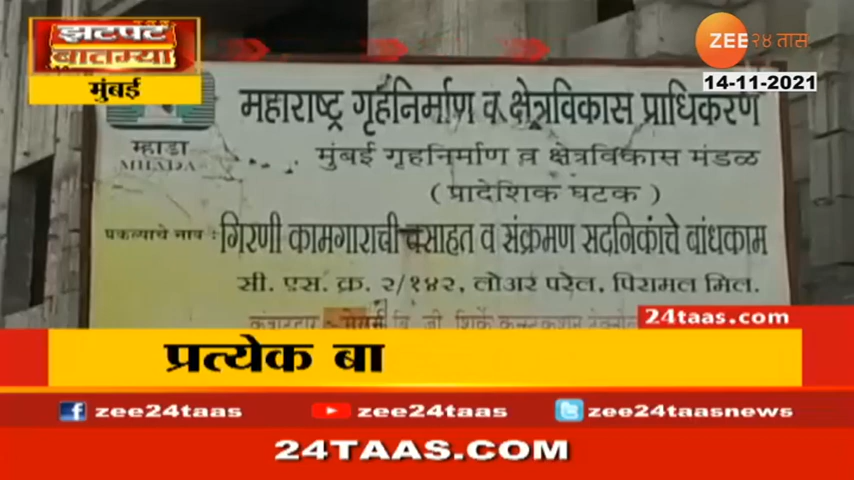 झटपट
बातम्या
मुंबई
ZEE २४ तास
14-11-2021
म्हाडा
MHADA
महाराष्ट्र गृहनिर्माण व क्षेत्रविकास प्राधिकरण
मुंबई गृहनिर्माण व क्षेत्रविकास मंडळ
(प्रादेशिक घटक)
प्रकल्पाचे नाव : गिरणी कामगाराची वसाहत व संक्रमण सदनिकांचे बांधकाम
सी. एस. क्र. २/१४२, लोअर परेल, पिरामल मिल.
24taas.com
प्रत्येक बा
zee24taas
zee24taas
zee24taasnews
24TAAS.COM